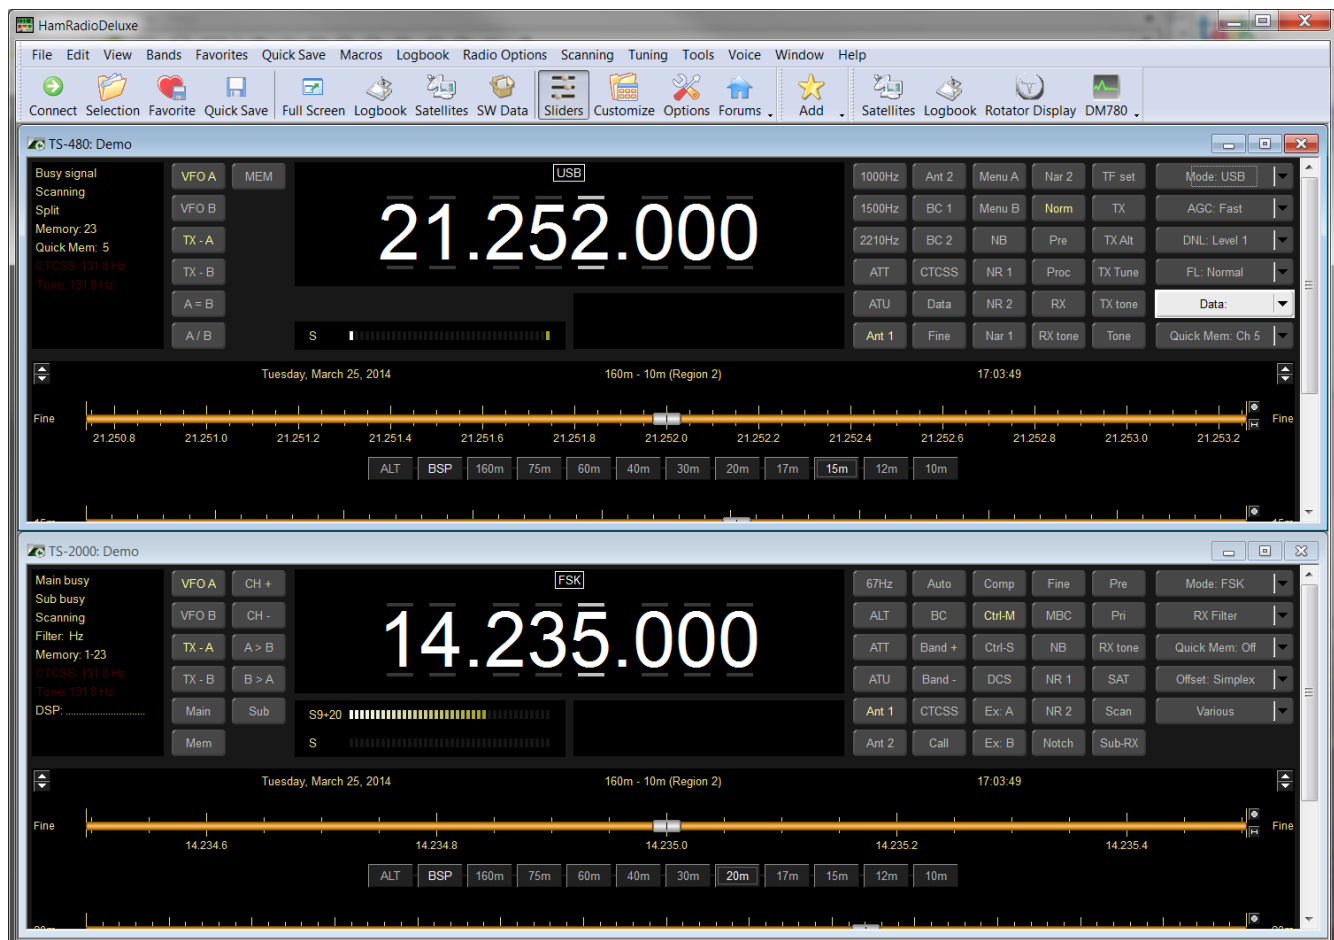 HamRadioDeluxe
File Edit View Bands Favorites Quick Save Macros Logbook Radio Options Scanning Tuning Tools Voice Window Help
Connect Selection Favorite Quick Save Full Screen Logbook Satellites SW Data Sliders Customize Options Forums Add Satellites Logbook Rotator Display DM780
TS-480: Demo
Busy signal
Scanning
Split
Memory: 23
Quick Mem: 5
CTCSS: 131.8 Hz
Tone: 131.8 Hz
VFO A MEM
VFO B
TX - A
TX - B
A = B
A / B
USB
21.252.000
S
1000Hz Ant 2 Menu A Nar 2 TF set Mode: USB
1500Hz BC 1 Menu B Norm TX AGC: Fast
2210Hz BC 2 NB Pre TX Alt DNL: Level 1
ATT CTCSS NR 1 Proc TX Tune FL: Normal
ATU Data NR 2 RX TX tone Data:
Ant 1 Fine Nar 1 RX tone Tone Quick Mem: Ch 5
Tuesday, March 25, 2014 160m - 10m (Region 2) 17:03:49
Fine Fine
21.250.8 21.251.0 21.251.2 21.251.4 21.251.6 21.251.8 21.252.0 21.252.2 21.252.4 21.252.6 21.252.8 21.253.0 21.253.2
ALT BSP 160m 75m 60m 40m 30m 20m 17m 15m 12m 10m
TS-2000: Demo
Main busy
Sub busy
Scanning
Filter: Hz
Memory: 1-23
CTCSS: 131.8 Hz
Tone: 131.8 Hz
DSP: ................................
VFO A CH +
VFO B CH -
TX - A A > B
TX - B B > A
Main Sub
Mem
FSK
14.235.000
S9+20
S
67Hz Auto Comp Fine Pre Mode: FSK
ALT BC Ctrl-M MBC Pri RX Filter
ATT Band + Ctrl-S NB RX tone Quick Mem: Off
ATU Band - DCS NR 1 SAT Offset: Simplex
Ant 1 CTCSS Ex: A NR 2 Scan Various
Ant 2 Call Ex: B Notch Sub-RX
Tuesday, March 25, 2014 160m - 10m (Region 2) 17:03:49
Fine Fine
14.234.6 14.234.8 14.235.0 14.235.2 14.235.4
ALT BSP 160m 75m 60m 40m 30m 20m 17m 15m 12m 10m